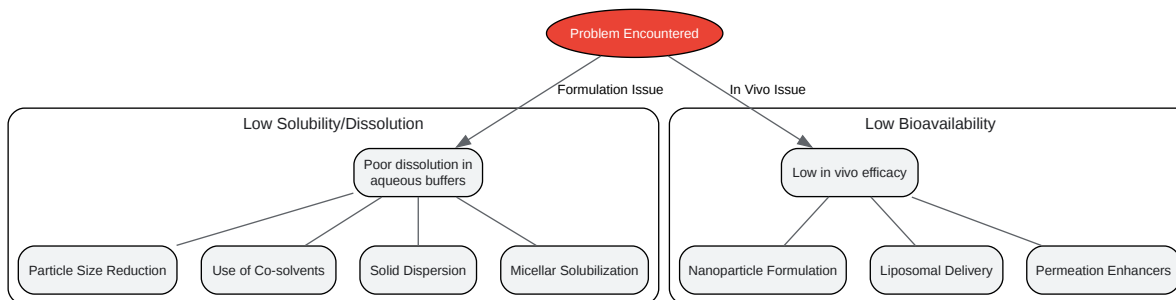 Problem Encountered
Formulation Issue
In Vivo Issue
Low Solubility/Dissolution
Low Bioavailability
Poor dissolution in
aqueous buffers
Low in vivo efficacy
Particle Size Reduction
Use of Co-solvents
Solid Dispersion
Micellar Solubilization
Nanoparticle Formulation
Liposomal Delivery
Permeation Enhancers